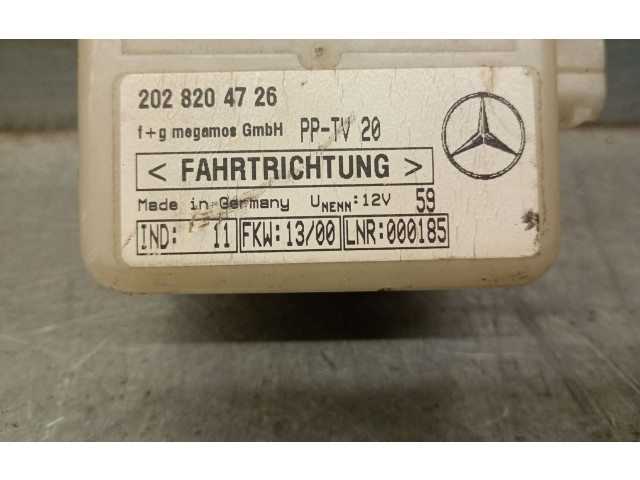 202 820 47 26
f+g megamos GmbH PP-TV 20
< FAHRTRICHTUNG >
Made in Germany UNENN:12V 59
IND: 11 FKW:13/00 LNR:000185